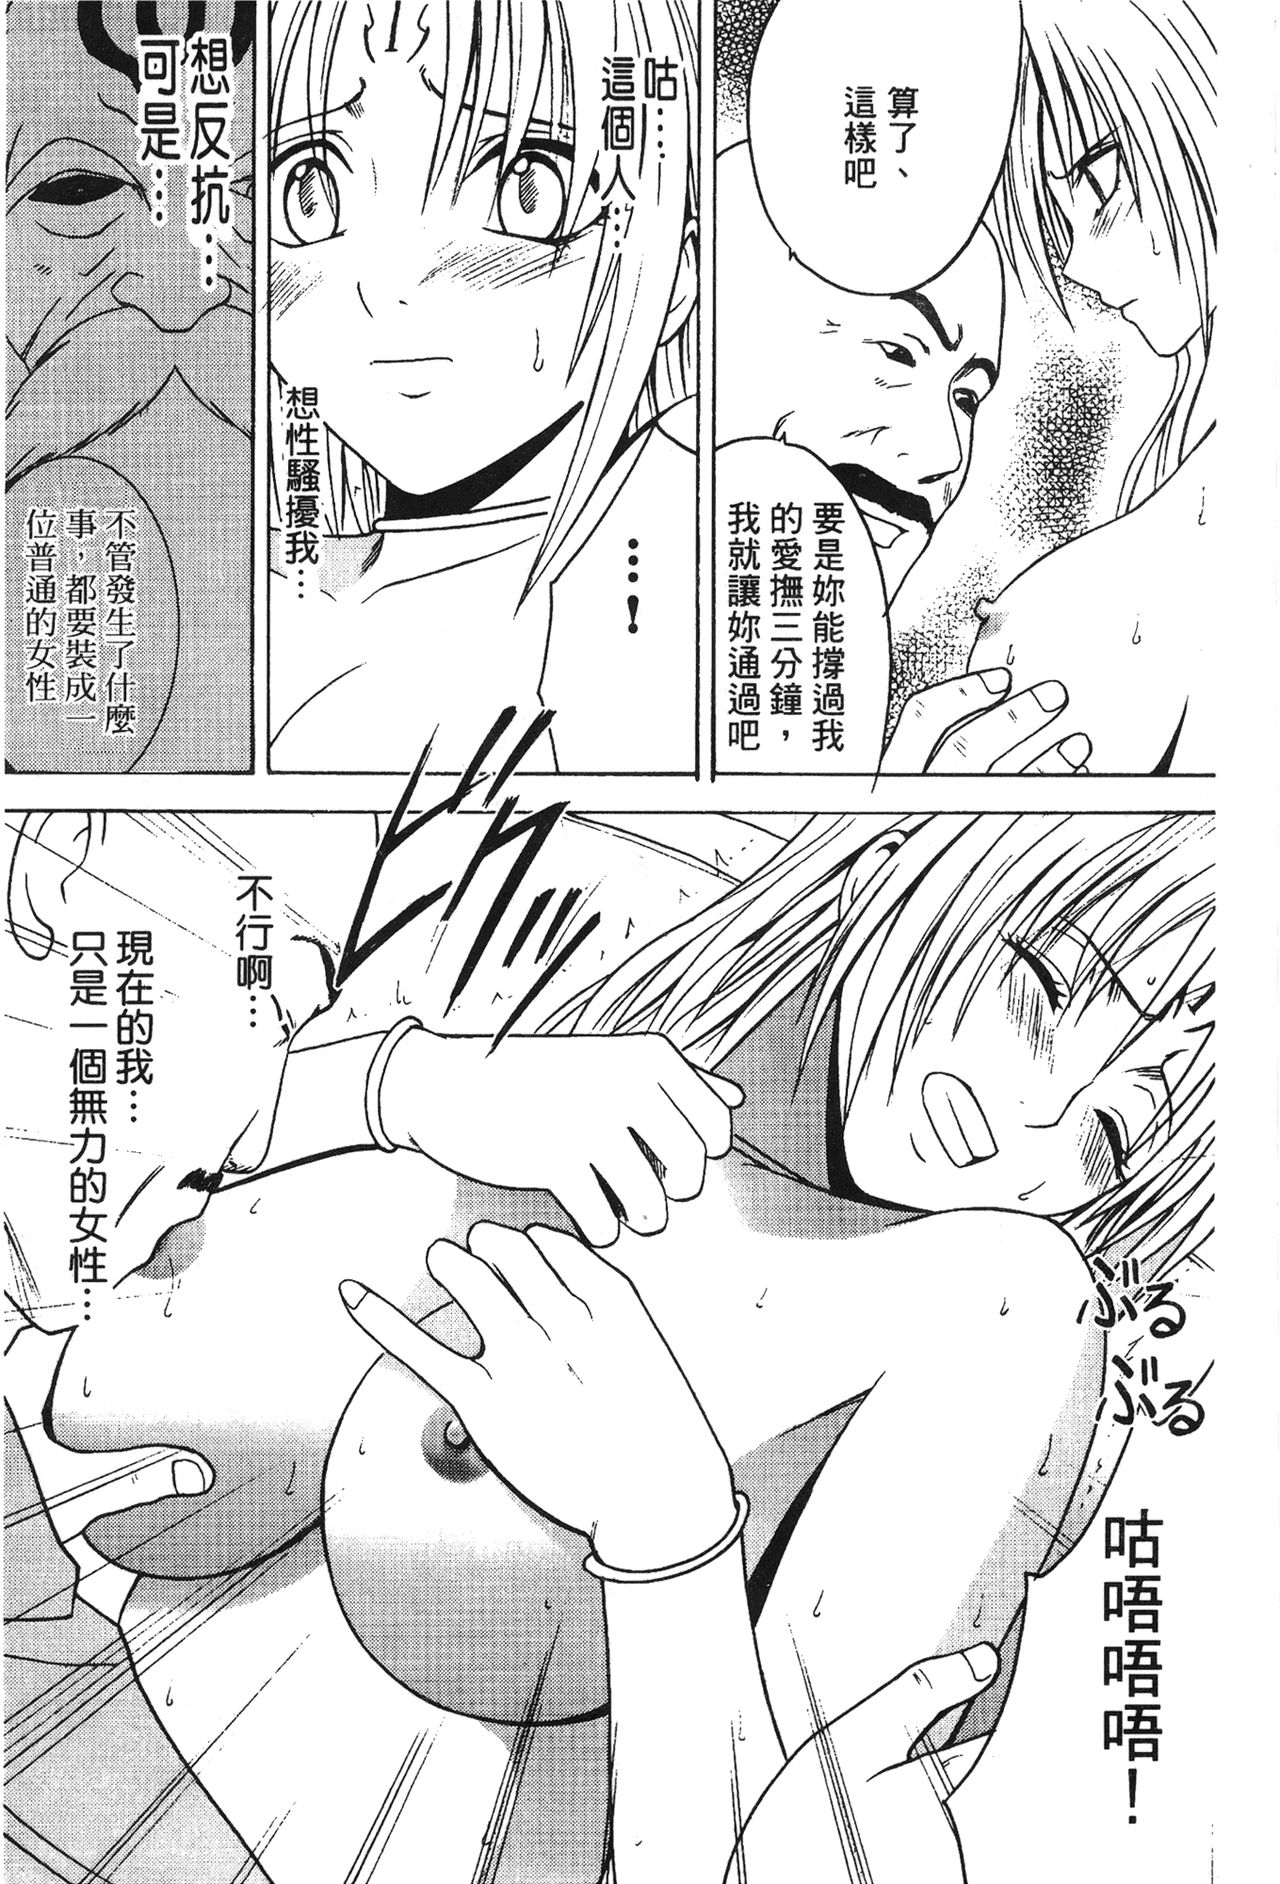 算了、
這樣吧
要是妳能撐過我
的愛撫三分鐘，
我就讓妳通過吧
咕⋯⋯
這個人⋯⋯
⋯！
想性騷擾我⋯
想反抗⋯⋯
可是⋯⋯
不管發生了什麼
事，都要裝成一
位普通的女性
ビクッ
ぶる
ぶる
咕唔唔唔！
不行啊⋯
現在的我⋯
只是一個無力的女性⋯